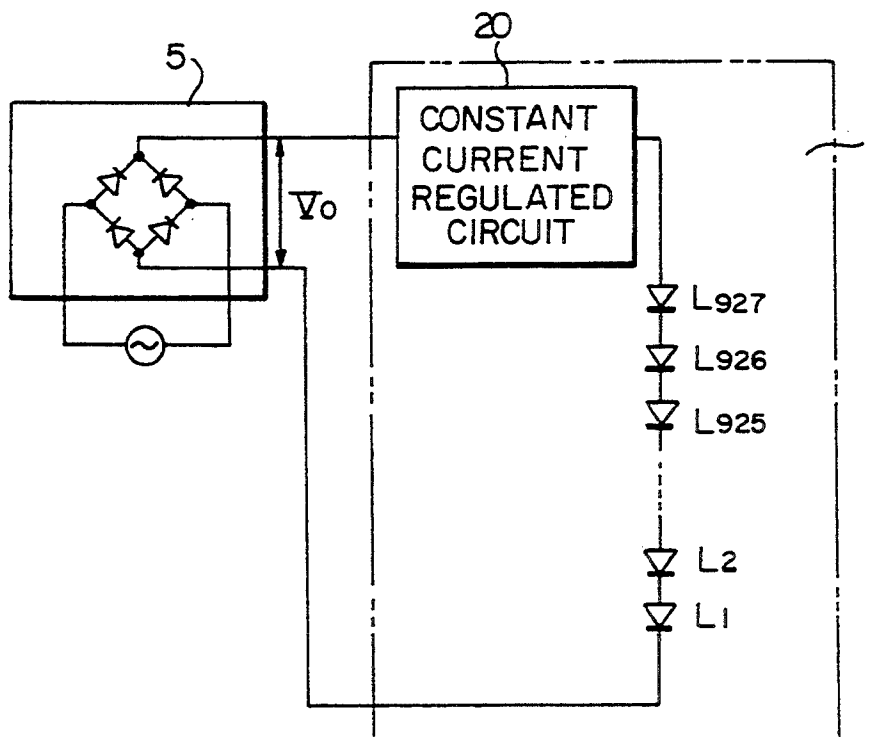 20
5
CONSTANT
CURRENT
REGULATED
CIRCUIT
Vo
L927
L926
L925
L2
L1